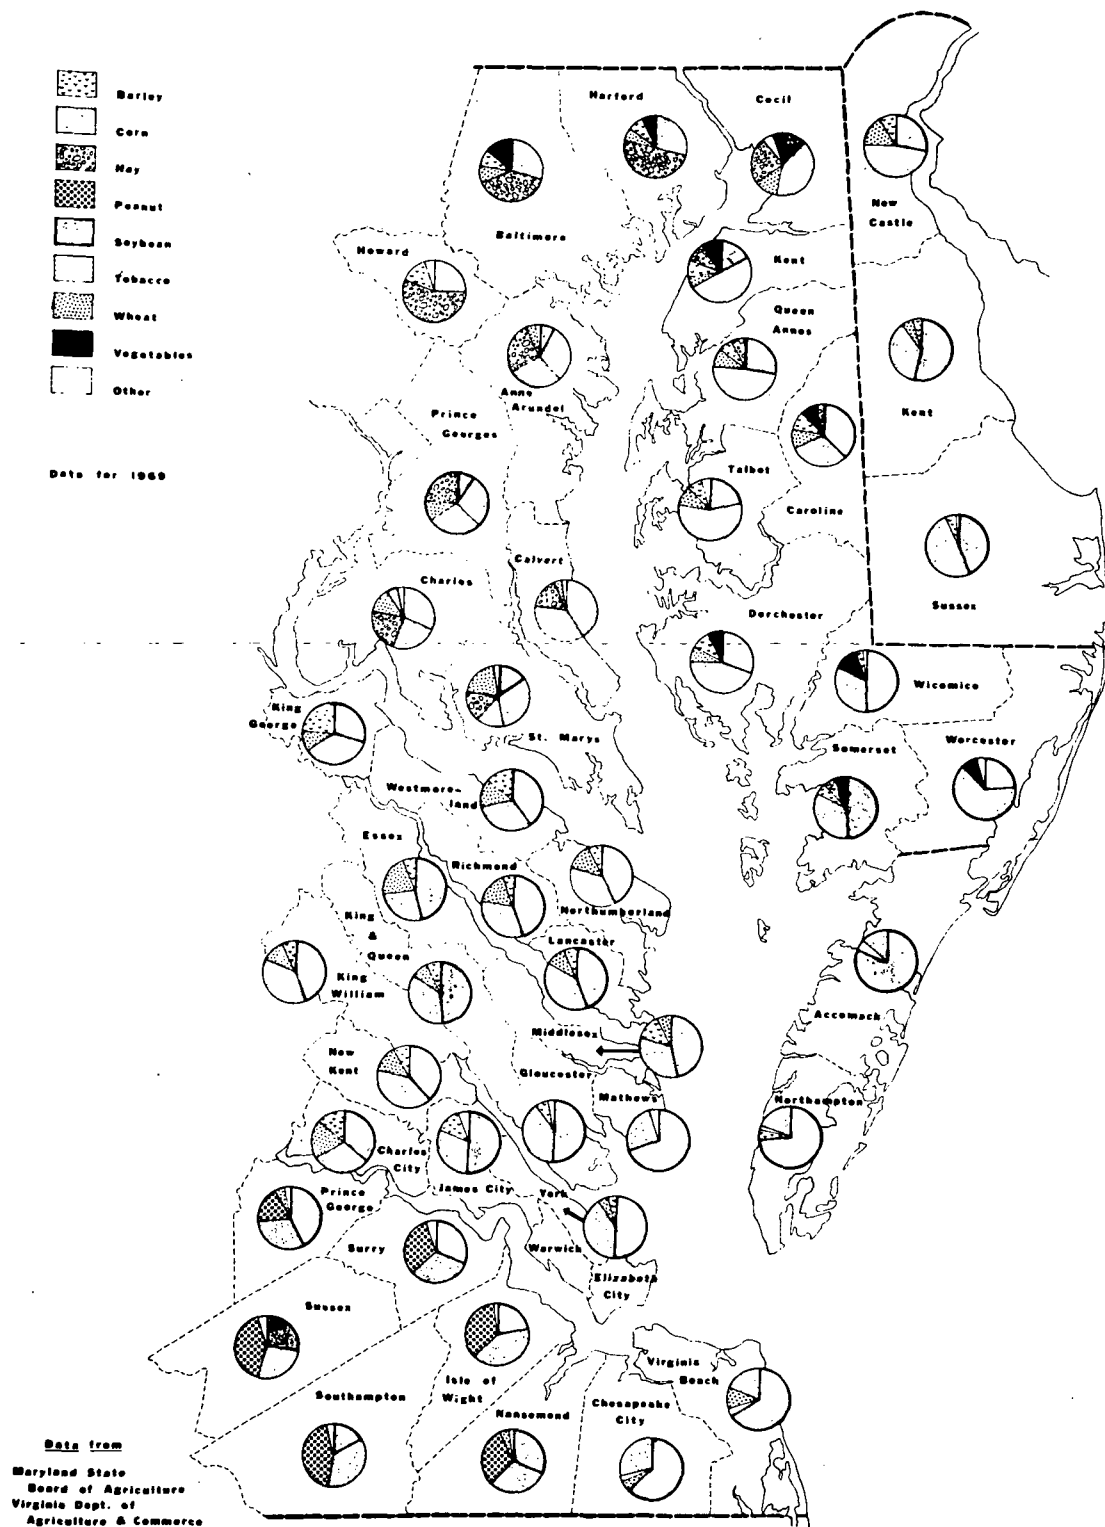 Barley
Corn
Hay
Peanut
Soybean
Tobacco
Wheat
Vegetables
Other
Data for 1969
Harford
Cecil
New
Castle
Baltimore
Howard
Kent
Queen
Annes
Anne
Arundel
Prince
Georges
Kent
Talbot
Caroline
Calvert
Charles
Dorchester
Sussex
Wicomico
King
George
St. Marys
Somerset
Worcester
Westmore-
land
Essex
Richmond
Northumberland
King
&
Queen
Lancaster
King
William
Accomack
Middlesex
New
Kent
Gloucester
Mathews
Northampton
Charles
City
James City
Prince
George
York
Surry
Warwick
Elizabeth
City
Sussex
Virginia
Beach
Isle of
Wight
Southampton
Chesapeake
City
Nansemond
Data from
Maryland State
Board of Agriculture
Virginia Dept. of
Agriculture & Commerce